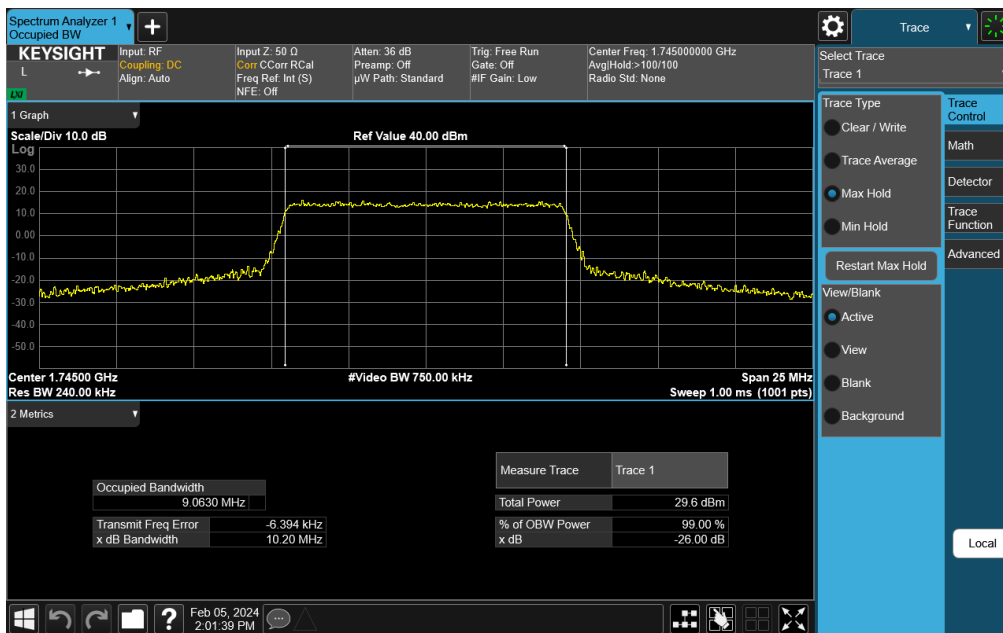 Spectrum Analyzer 1
Occupied BW
KEYSIGHT
L
LXI
Input: RF
Coupling: DC
Align: Auto
Input Z: 50 Ω
Corr CCorr RCal
Freq Ref: Int (S)
NFE: Off
Atten: 36 dB
Preamp: Off
µW Path: Standard
Trig: Free Run
Gate: Off
#IF Gain: Low
Center Freq: 1.745000000 GHz
Avg|Hold:>100/100
Radio Std: None
1 Graph
Scale/Div 10.0 dB
Ref Value 40.00 dBm
Log
30.0
20.0
10.0
0.00
-10.0
-20.0
-30.0
-40.0
-50.0
Center 1.74500 GHz
#Video BW 750.00 kHz
Span 25 MHz
Res BW 240.00 kHz
Sweep 1.00 ms (1001 pts)
2 Metrics
Occupied Bandwidth
9.0630 MHz
Transmit Freq Error -6.394 kHz
x dB Bandwidth 10.20 MHz
Measure Trace Trace 1
Total Power 29.6 dBm
% of OBW Power 99.00 %
x dB -26.00 dB
Feb 05, 2024
2:01:39 PM
Trace
Select Trace
Trace 1
Trace Type
Clear / Write
Trace Average
Max Hold
Min Hold
Restart Max Hold
View/Blank
Active
View
Blank
Background
Trace
Control
Math
Detector
Trace
Function
Advanced
Local